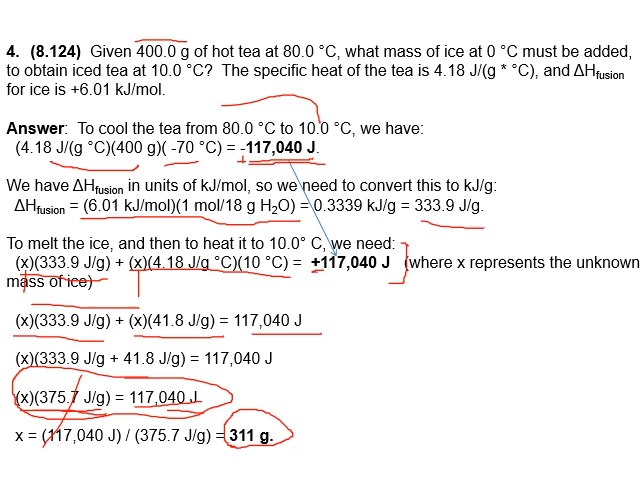 4. (8.124) Given 400.0 g of hot tea at 80.0 °C, what mass of ice at 0 °C must be added,
to obtain iced tea at 10.0 °C? The specific heat of the tea is 4.18 J/(g * °C), and ΔHfusion
for ice is +6.01 kJ/mol.
Answer: To cool the tea from 80.0 °C to 10.0 °C, we have:
(4.18 J/(g °C)(400 g)( -70 °C) = -117,040 J.
We have ΔHfusion in units of kJ/mol, so we need to convert this to kJ/g:
ΔHfusion = (6.01 kJ/mol)(1 mol/18 g H₂O) = 0.3339 kJ/g = 333.9 J/g.
To melt the ice, and then to heat it to 10.0° C, we need:
(x)(333.9 J/g) + (x)(4.18 J/g °C)(10 °C) = +117,040 J (where x represents the unknown
mass of ice)
(x)(333.9 J/g) + (x)(41.8 J/g) = 117,040 J
(x)(333.9 J/g + 41.8 J/g) = 117,040 J
(x)(375.7 J/g) = 117,040 J
x = (117,040 J) / (375.7 J/g) = 311 g.